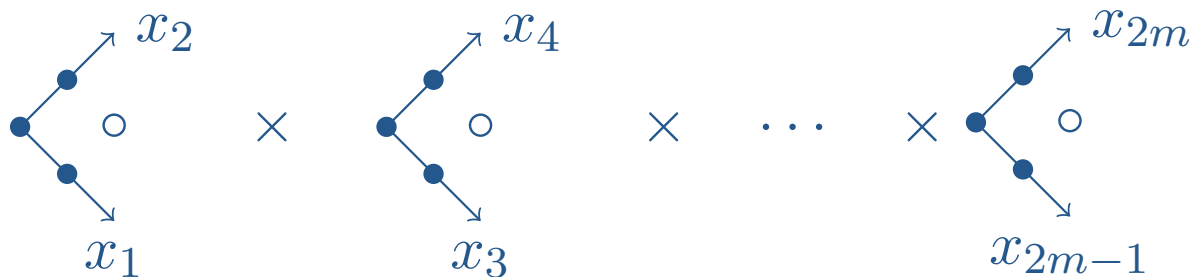 x₂ x₄ x₂ₘ
× × ⋯ ×
x₁ x₃ x₂ₘ₋₁